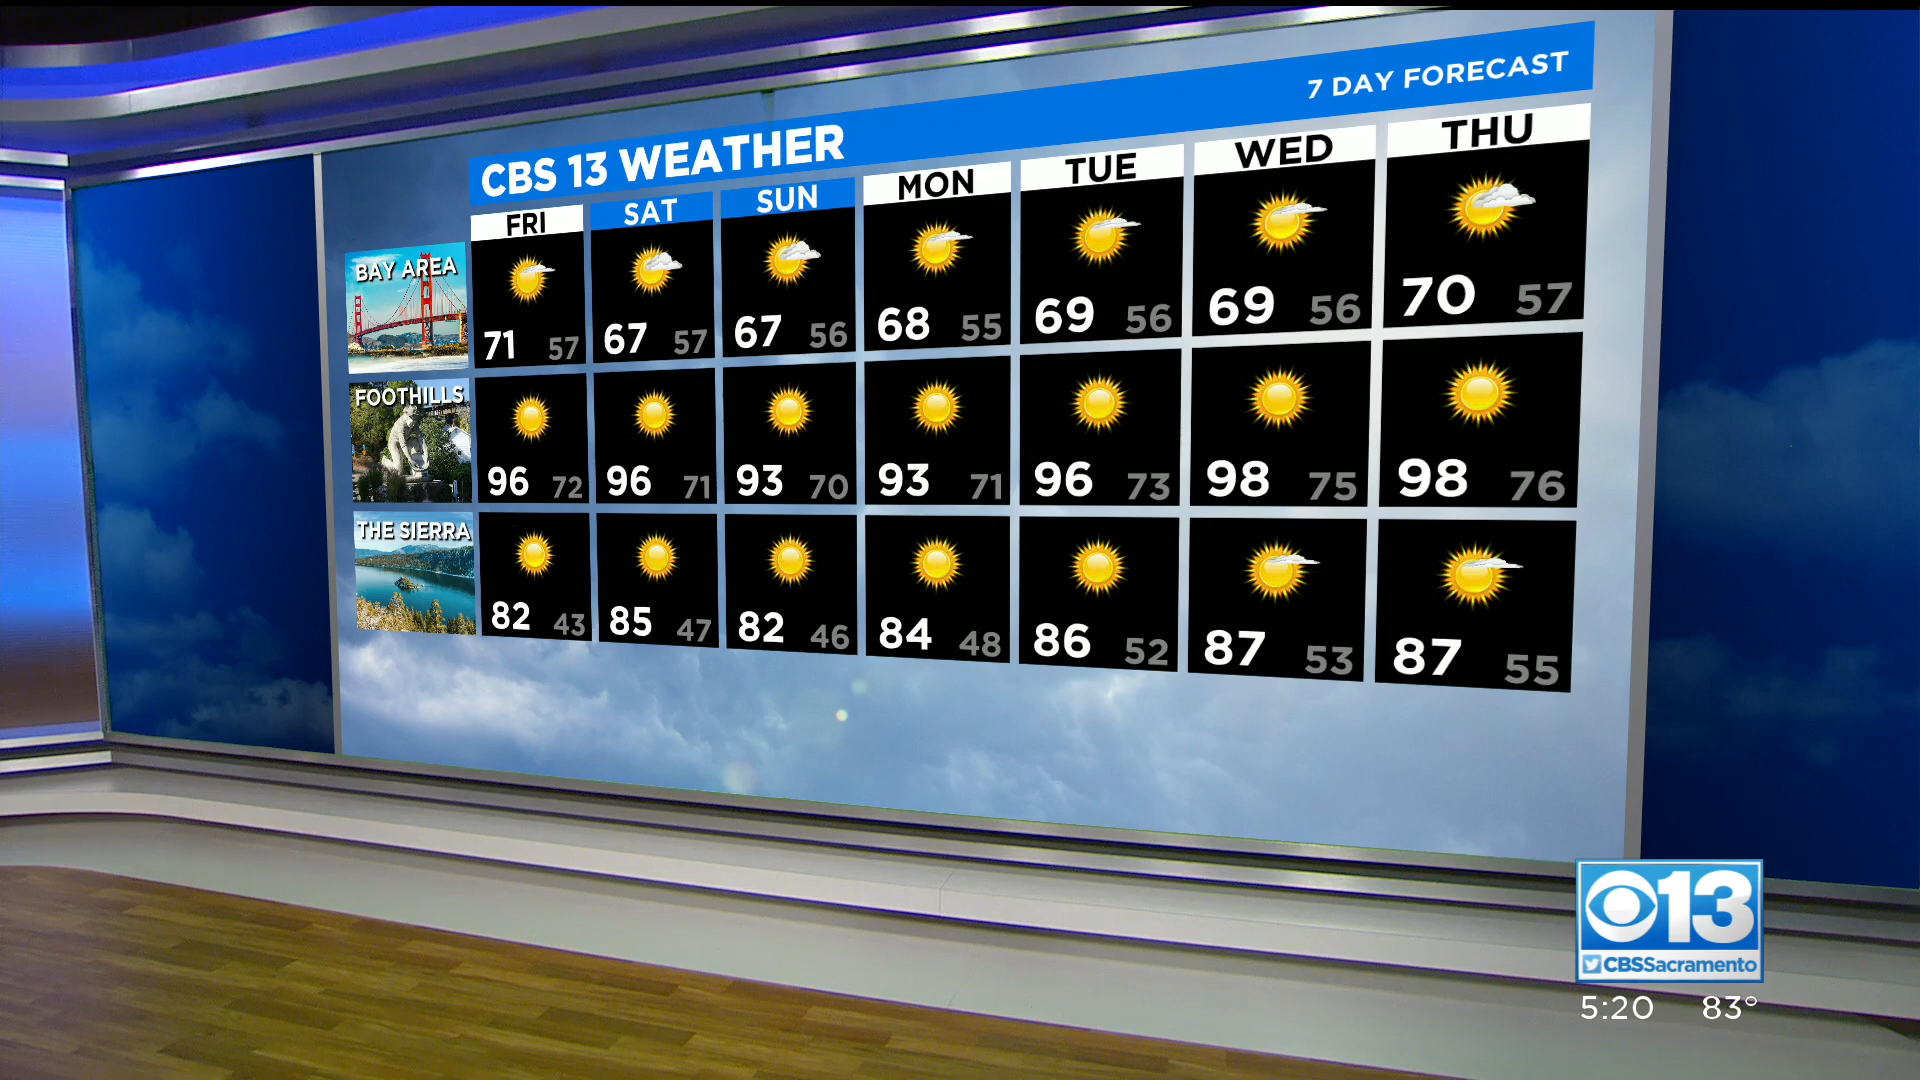 7 DAY FORECAST
CBS 13 WEATHER
FRI SAT SUN MON TUE WED THU
BAY AREA
71 57 67 57 67 56 68 55 69 56 69 56 70 57
FOOTHILLS
96 72 96 71 93 70 93 71 96 73 98 75 98 76
THE SIERRA
82 43 85 47 82 46 84 48 86 52 87 53 87 55
13
CBSSacramento
5:20 83°